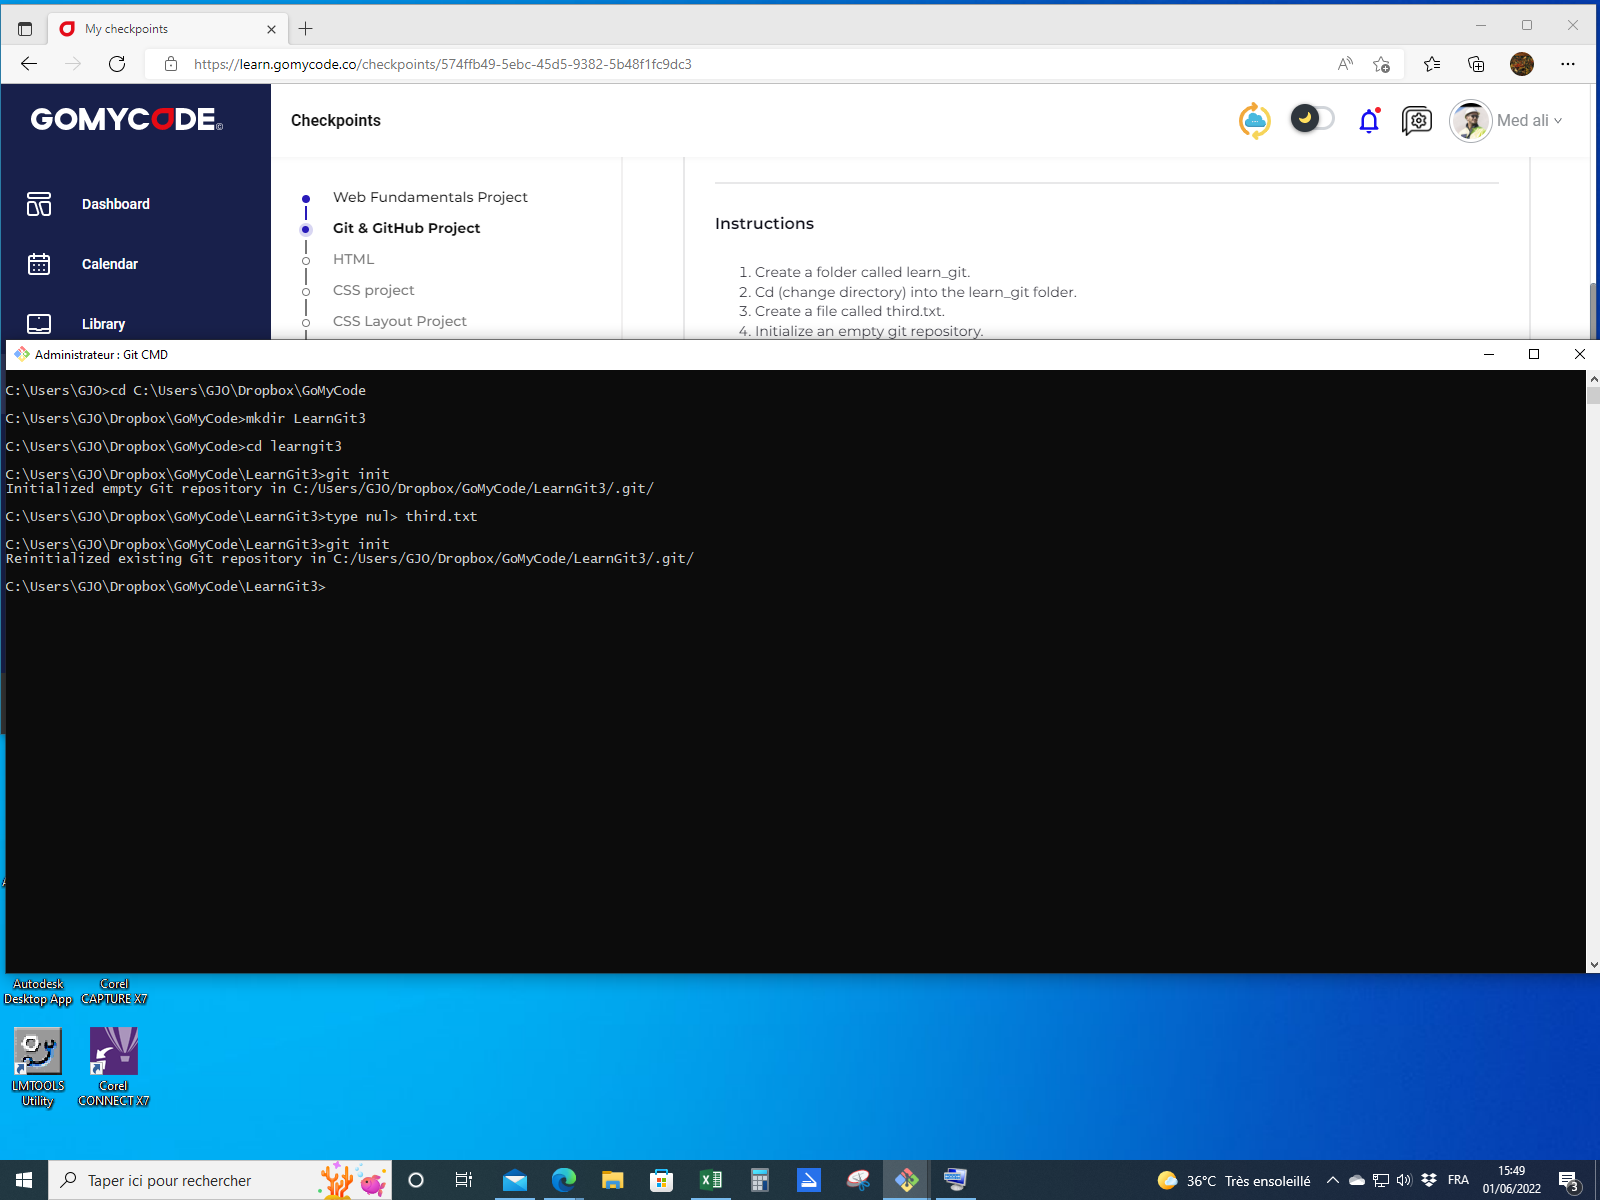 My checkpoints
https://learn.gomycode.co/checkpoints/574ffb49-5ebc-45d5-9382-5b48f1fc9dc3
GOMYCODE
Checkpoints
Med ali
Dashboard
Calendar
Library
Web Fundamentals Project
Git & GitHub Project
HTML
CSS project
CSS Layout Project
Instructions
1. Create a folder called learn_git.
2. Cd (change directory) into the learn_git folder.
3. Create a file called third.txt.
4. Initialize an empty git repository.
Administrateur : Git CMD
C:\Users\GJO>cd C:\Users\GJO\Dropbox\GoMyCode
C:\Users\GJO\Dropbox\GoMyCode>mkdir LearnGit3
C:\Users\GJO\Dropbox\GoMyCode>cd learngit3
C:\Users\GJO\Dropbox\GoMyCode\LearnGit3>git init
Initialized empty Git repository in C:/Users/GJO/Dropbox/GoMyCode/LearnGit3/.git/
C:\Users\GJO\Dropbox\GoMyCode\LearnGit3>type nul> third.txt
C:\Users\GJO\Dropbox\GoMyCode\LearnGit3>git init
Reinitialized existing Git repository in C:/Users/GJO/Dropbox/GoMyCode/LearnGit3/.git/
C:\Users\GJO\Dropbox\GoMyCode\LearnGit3>
Autodesk Desktop App
Corel CAPTURE X7
LMTOOLS Utility
Corel CONNECT X7
Taper ici pour rechercher
36°C Très ensoleillé
FRA
15:49
01/06/2022
3